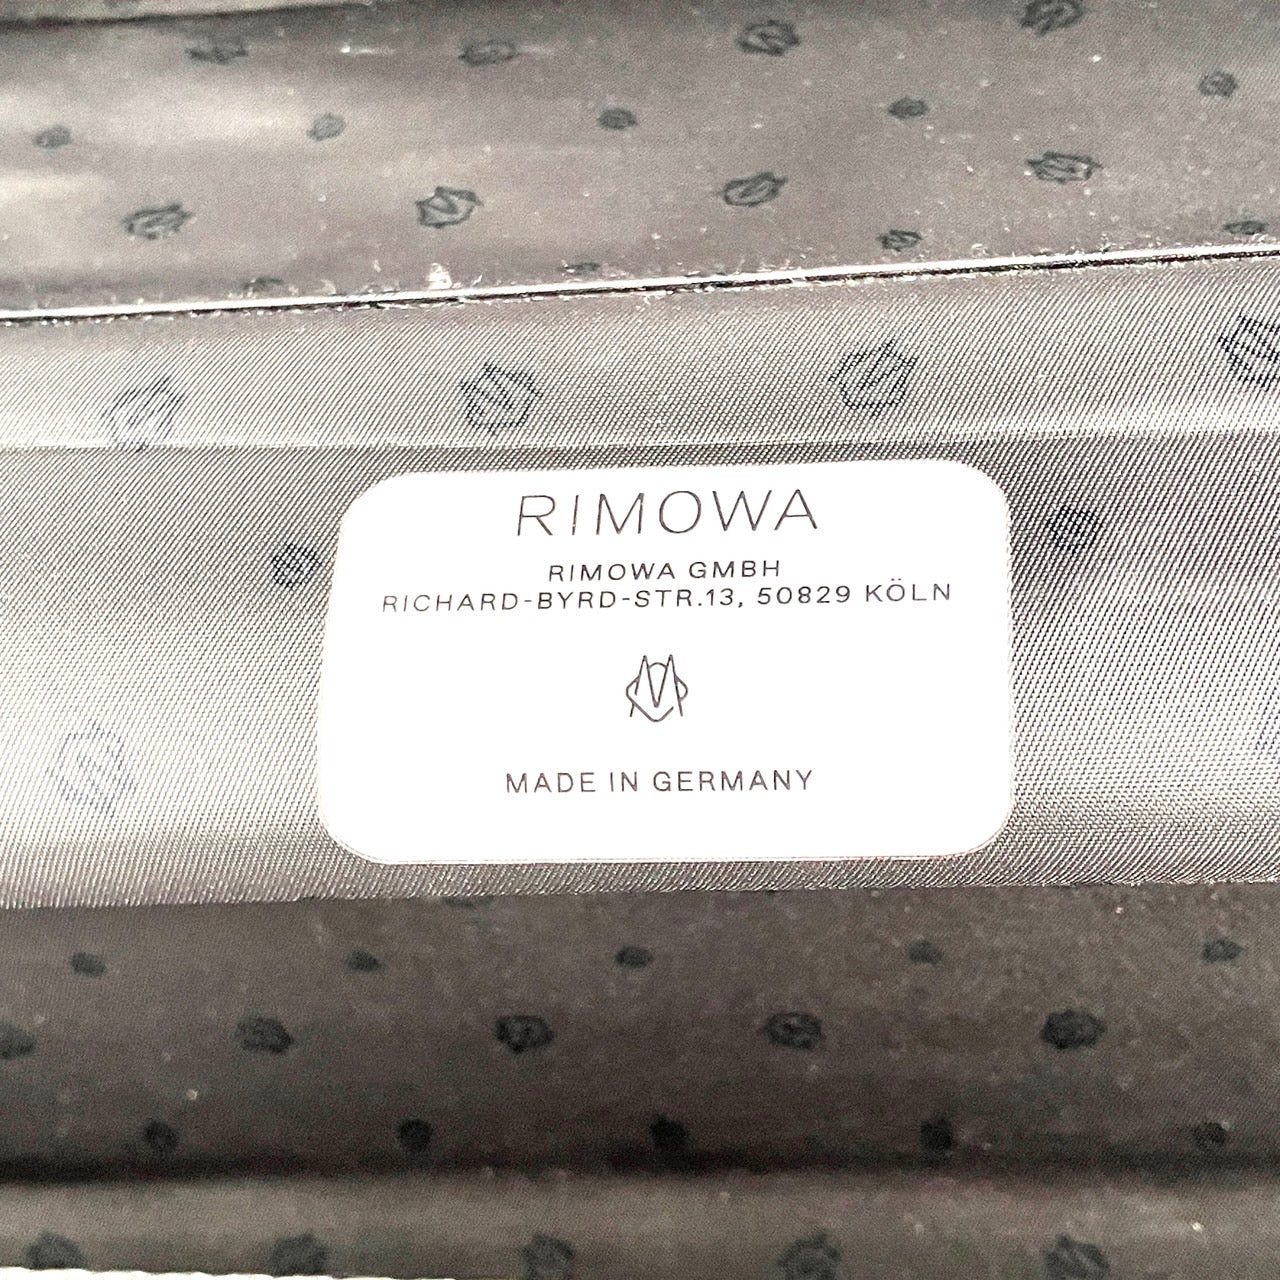 RIMOWA
RIMOWA GMBH
RICHARD-BYRD-STR.13, 50829 KÖLN
MADE IN GERMANY